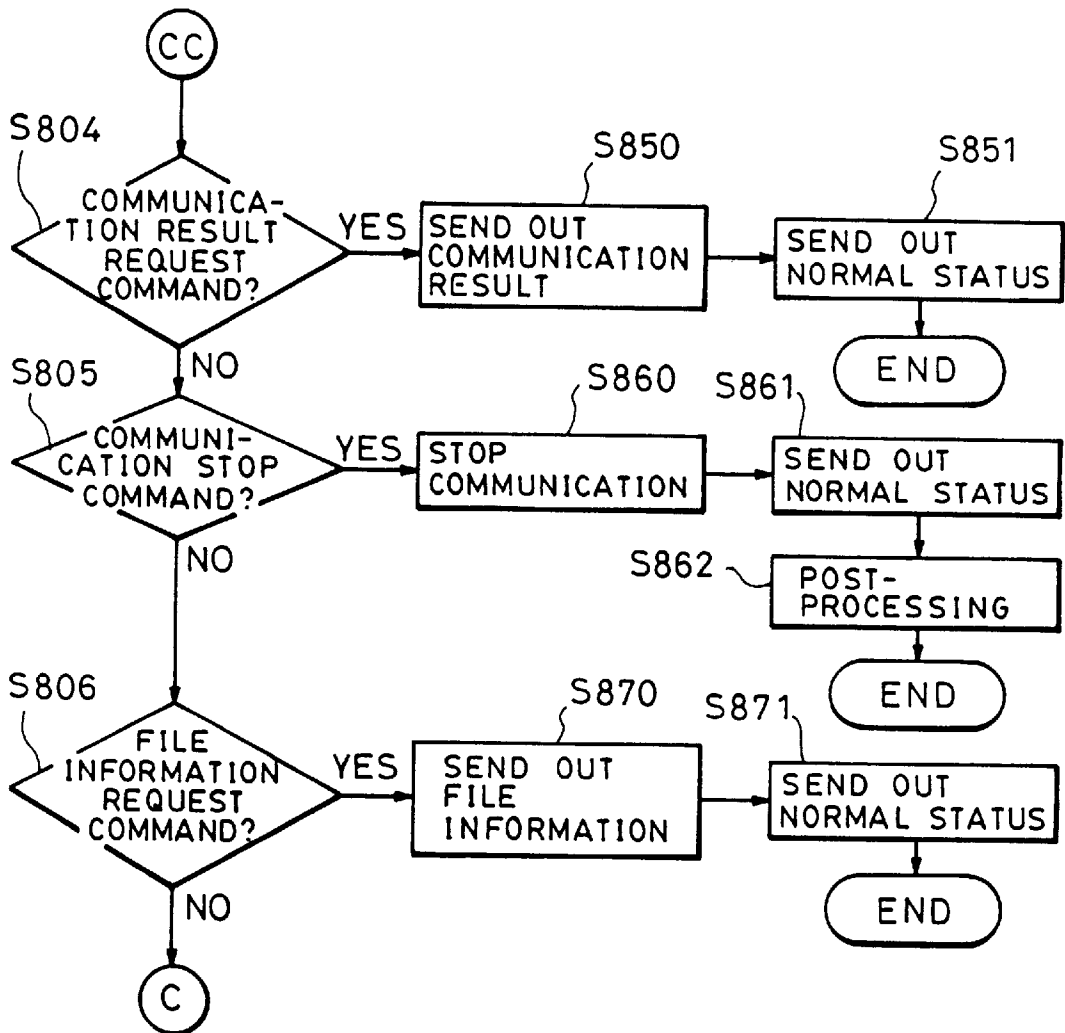 CC
S804
COMMUNICA-
TION RESULT
REQUEST
COMMAND?
YES
S850
SEND OUT
COMMUNICATION
RESULT
S851
SEND OUT
NORMAL STATUS
END
NO
S805
COMMUNI-
CATION STOP
COMMAND?
YES
S860
STOP
COMMUNICATION
S861
SEND OUT
NORMAL STATUS
S862
POST-
PROCESSING
END
NO
S806
FILE
INFORMATION
REQUEST
COMMAND?
YES
S870
SEND OUT
FILE
INFORMATION
S871
SEND OUT
NORMAL STATUS
END
NO
C